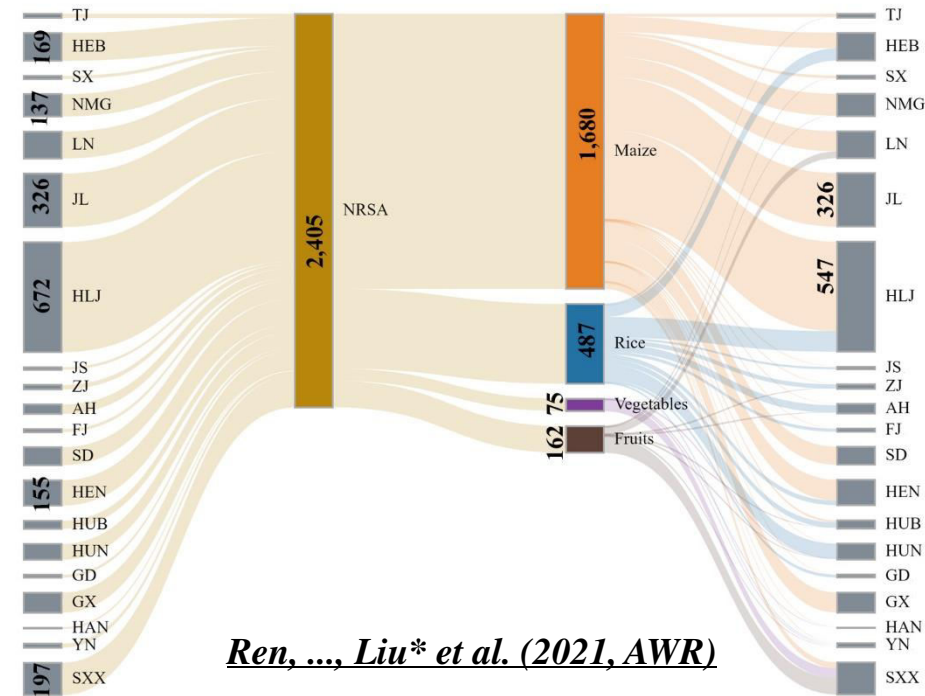 TJ
169
HEB
SX
137
NMG
LN
326
JL
672
HLJ
JS
ZJ
AH
FJ
SD
155
HEN
HUB
HUN
GD
GX
HAN
YN
197
SXX
2,405
NRSA
1,680
Maize
487
Rice
75
Vegetables
162
Fruits
TJ
HEB
SX
NMG
LN
326
JL
547
HLJ
JS
ZJ
AH
FJ
SD
HEN
HUB
HUN
GD
GX
HAN
YN
SXX
Ren, ..., Liu* et al. (2021, AWR)